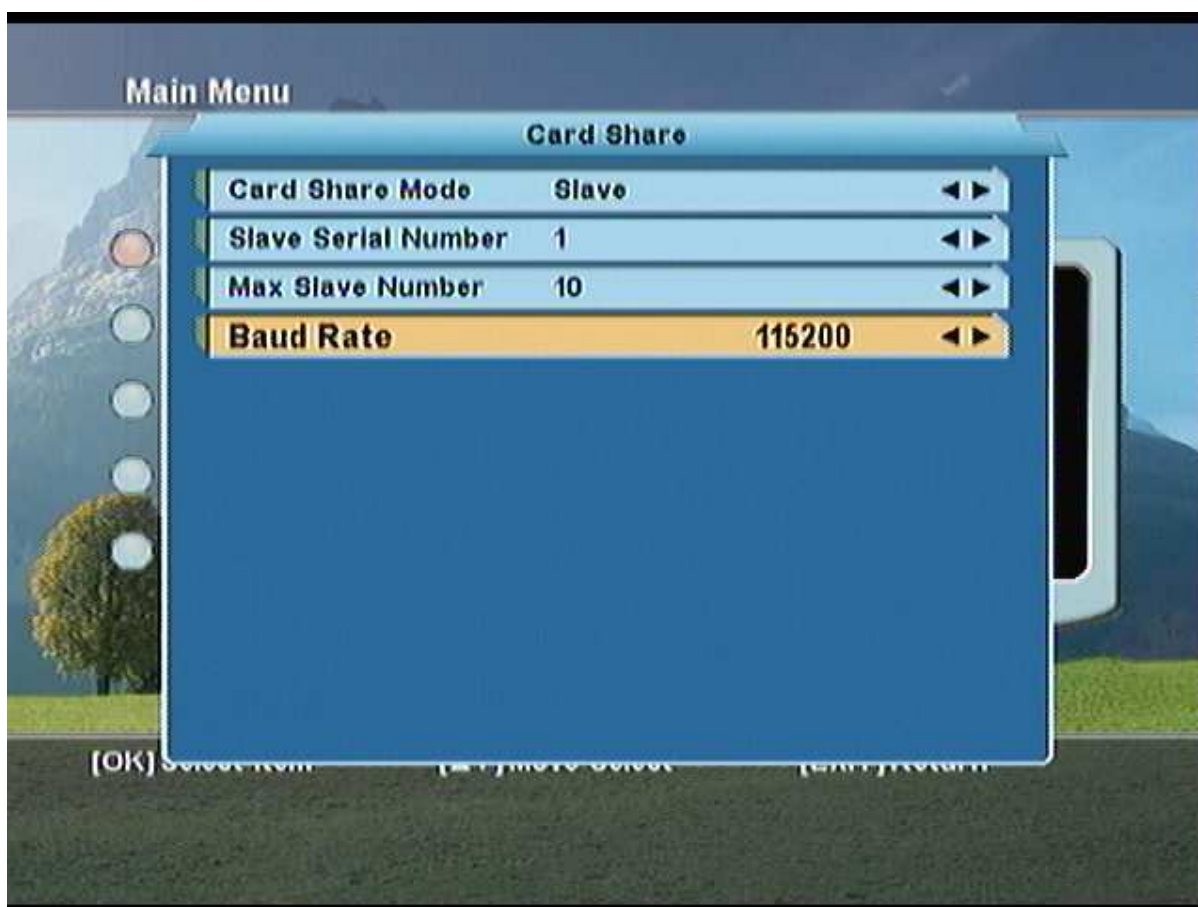 Main Menu
Card Share
Card Share Mode Slave
Slave Serial Number 1
Max Slave Number 10
Baud Rate 115200
[OK]